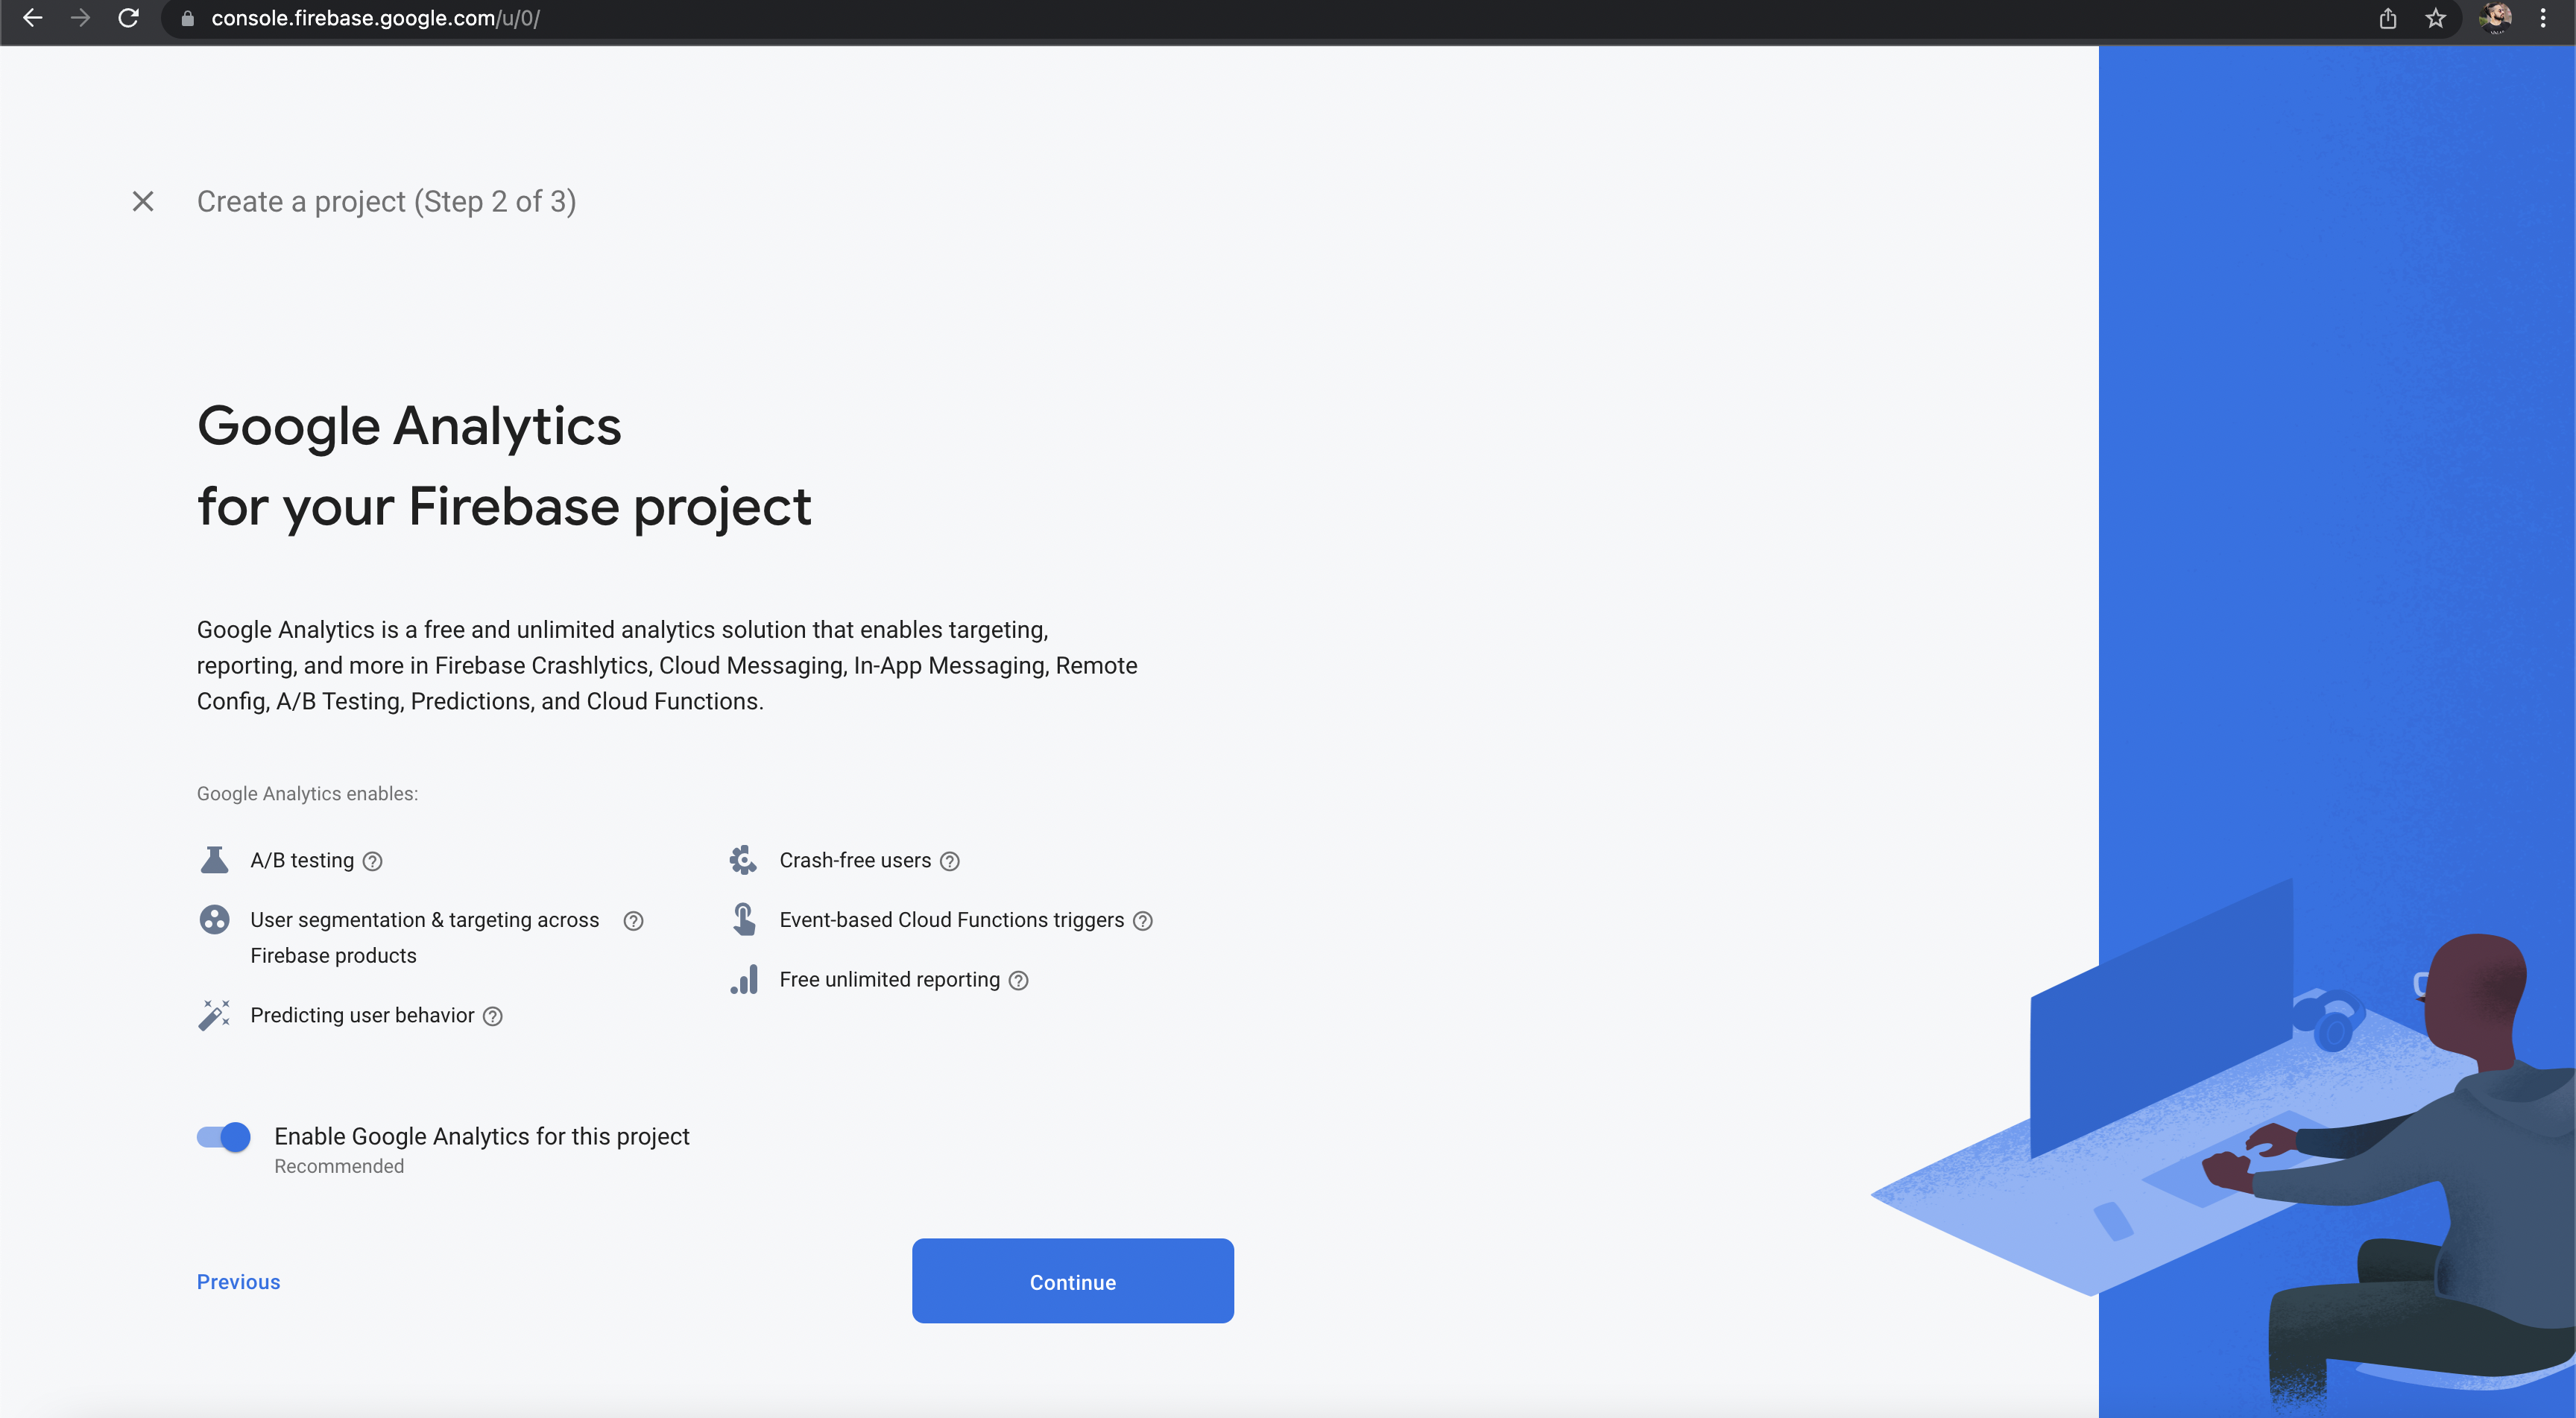 console.firebase.google.com/u/0/
Create a project (Step 2 of 3)
Google Analytics
for your Firebase project
Google Analytics is a free and unlimited analytics solution that enables targeting,
reporting, and more in Firebase Crashlytics, Cloud Messaging, In-App Messaging, Remote
Config, A/B Testing, Predictions, and Cloud Functions.
Google Analytics enables:
A/B testing
User segmentation & targeting across
Firebase products
Predicting user behavior
Crash-free users
Event-based Cloud Functions triggers
Free unlimited reporting
Enable Google Analytics for this project
Recommended
Previous
Continue